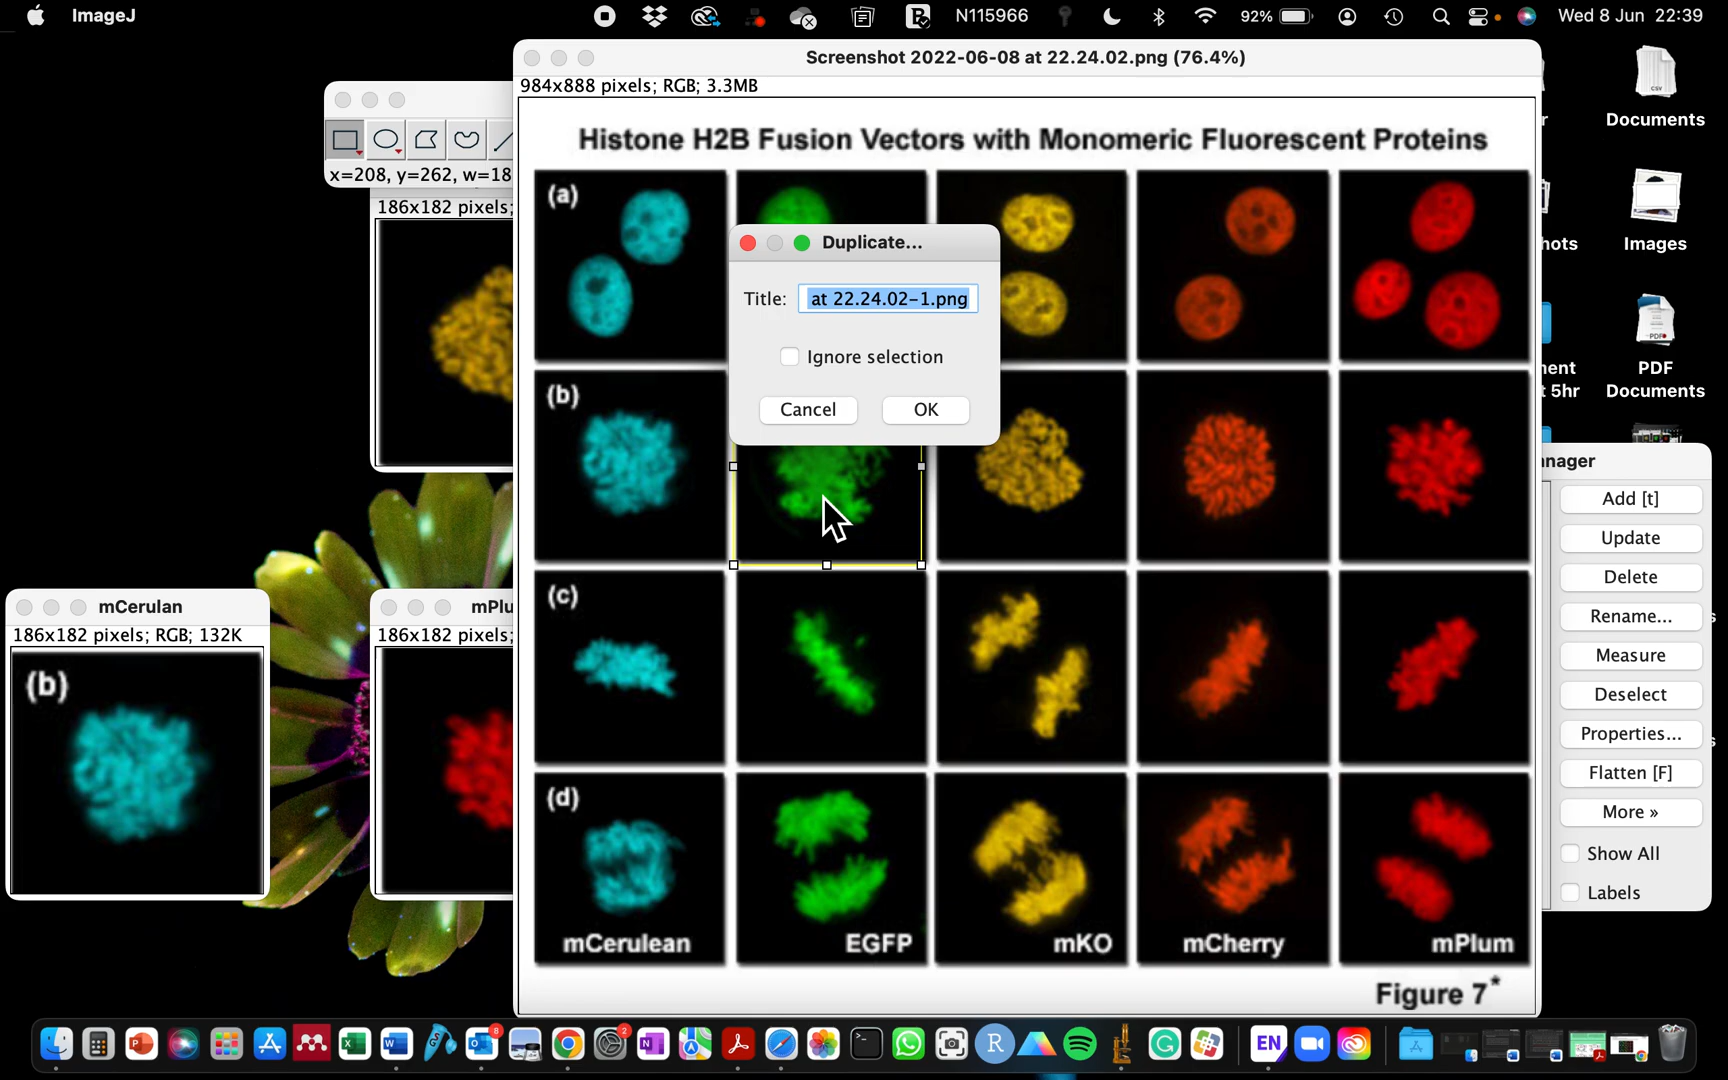 ImageJ
N115966
92%
Wed 8 Jun 22:39
Screenshot 2022-06-08 at 22.24.02.png (76.4%)
984x888 pixels; RGB; 3.3MB
x=208, y=262, w=18
186x182 pixels;
Histone H2B Fusion Vectors with Monomeric Fluorescent Proteins
(a)
(b)
(c)
(d)
mCerulean
EGFP
mKO
mCherry
mPlum
Figure 7*
Duplicate...
Title:
at 22.24.02-1.png
Ignore selection
Cancel
OK
mCerulan
186x182 pixels; RGB; 132K
(b)
mPlu
186x182 pixels;
CSV
Documents
r
hots
Images
PDF
ent
PDF
t 5hr
Documents
nager
Add [t]
Update
Delete
Rename...
Measure
Deselect
Properties...
Flatten [F]
More »
Show All
Labels
8
2
EN